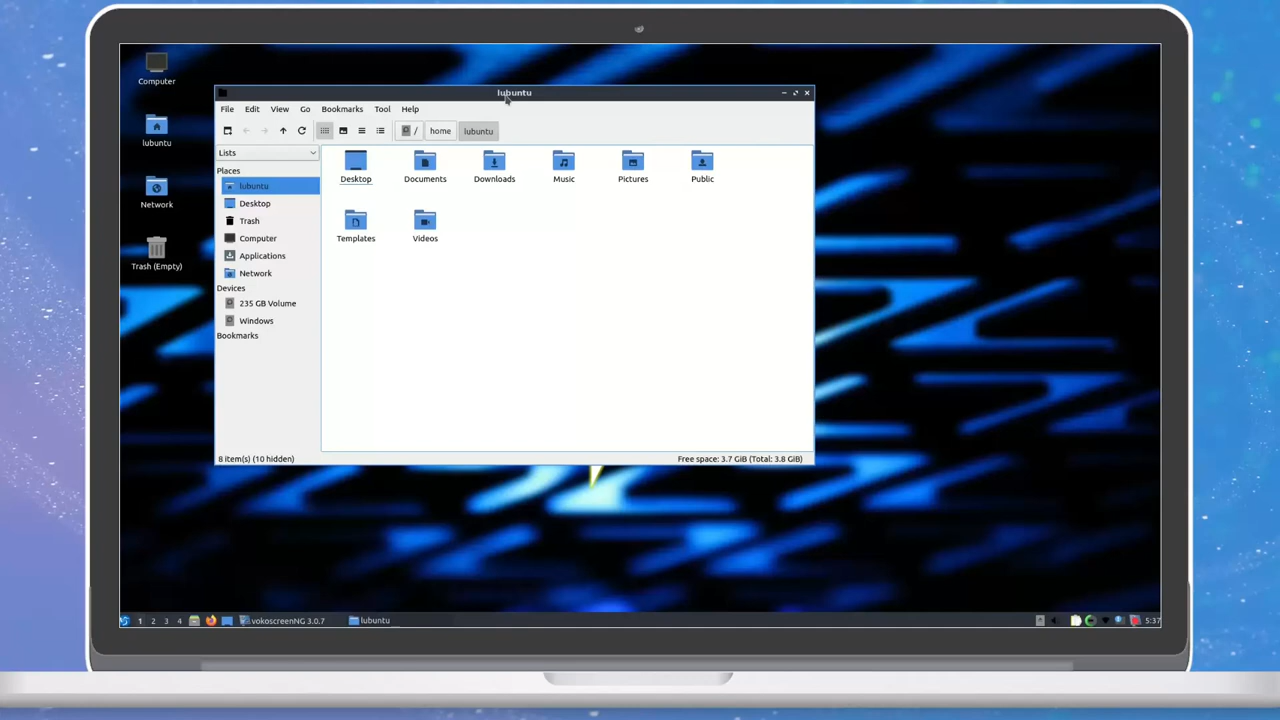 Computer
lubuntu
Network
Trash (Empty)
lubuntu
File Edit View Go Bookmarks Tool Help
/ home lubuntu
Lists
Places
lubuntu
Desktop
Trash
Computer
Applications
Network
Devices
235 GB Volume
Windows
Bookmarks
Desktop Documents Downloads Music Pictures Public
Templates Videos
8 item(s) (10 hidden) Free space: 3.7 GiB (Total: 3.8 GiB)
1 2 3 4 vokoscreenNG 3.0.7 lubuntu 5:37